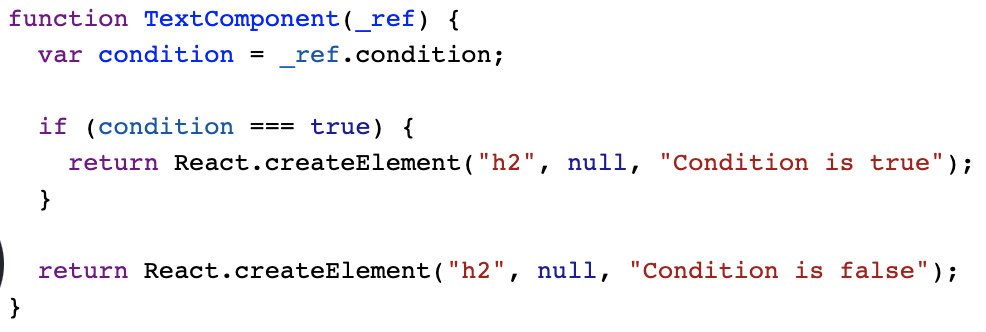 function TextComponent(_ref) {
  var condition = _ref.condition;

  if (condition === true) {
    return React.createElement("h2", null, "Condition is true");
  }

  return React.createElement("h2", null, "Condition is false");
}